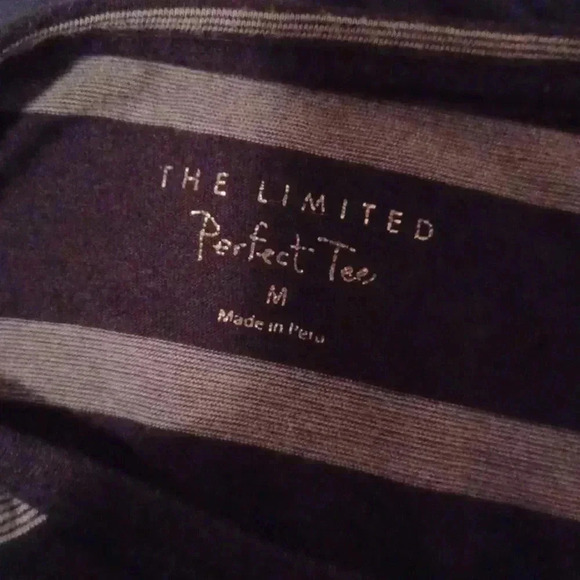 THE LIMITED
Perfect Tee
M
Made in Peru